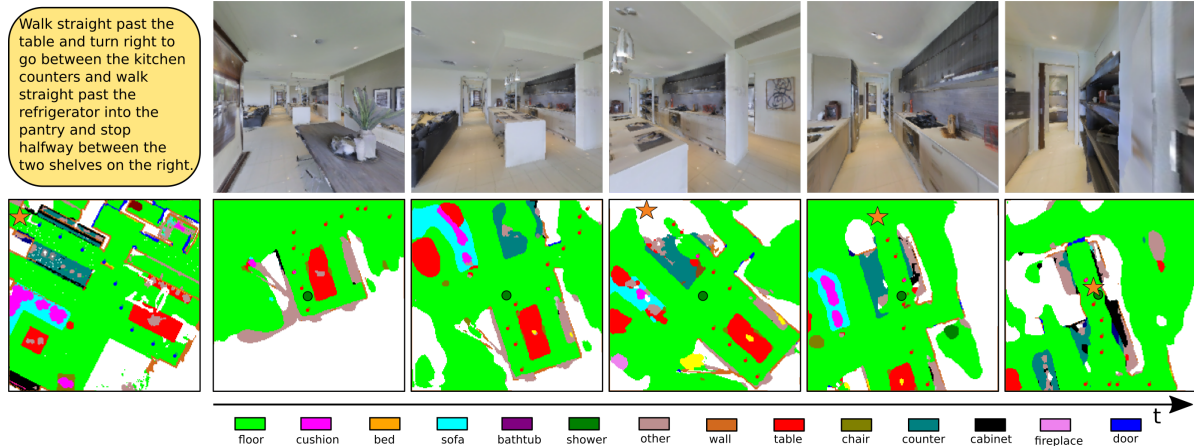 Walk straight past the
table and turn right to
go between the kitchen
counters and walk
straight past the
refrigerator into the
pantry and stop
halfway between the
two shelves on the right.
t
floor cushion bed sofa bathtub shower other wall table chair counter cabinet fireplace door